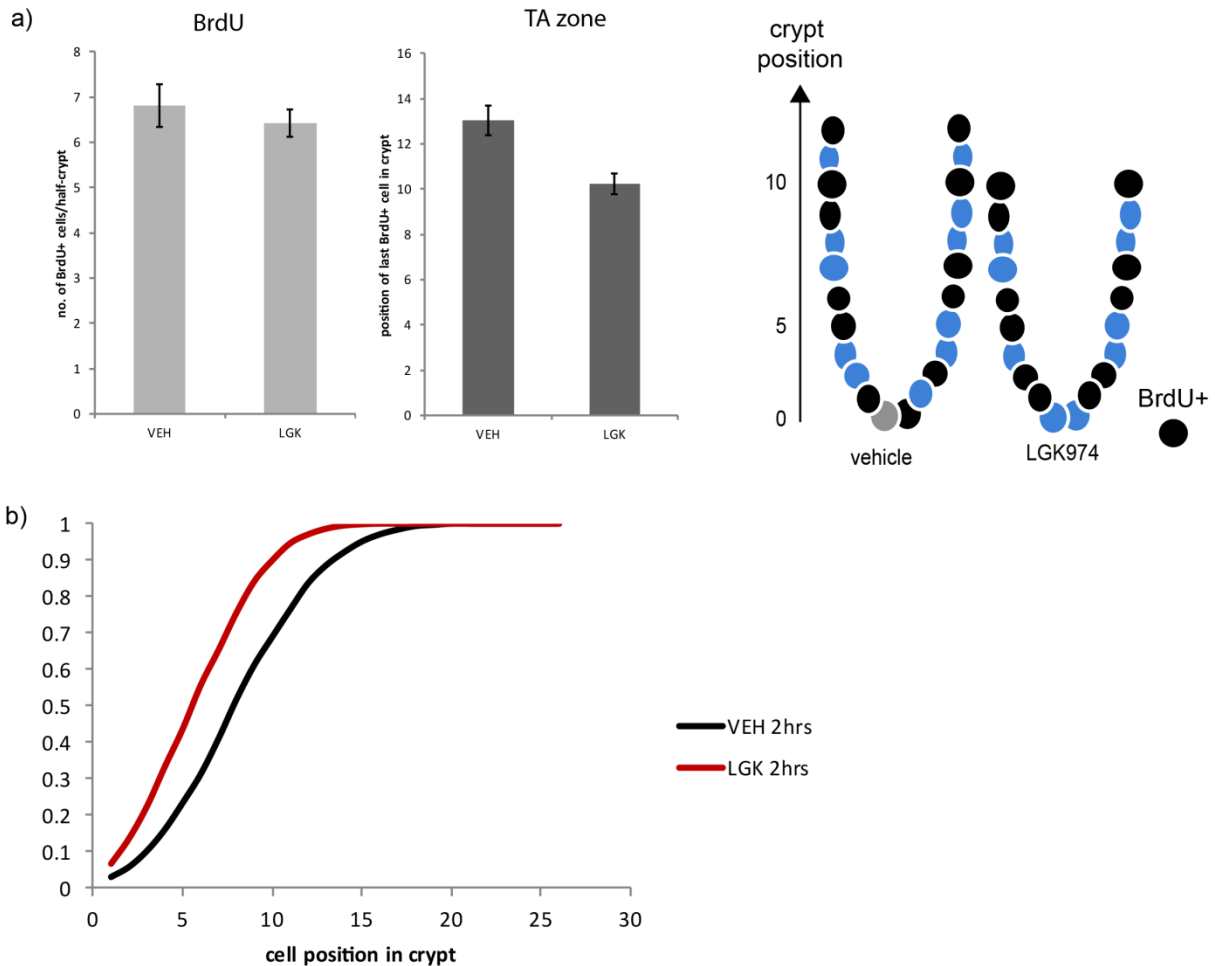 a)
BrdU
no. of BrdU+ cells/half-crypt
8
7
6
5
4
3
2
1
0
VEH LGK
TA zone
position of last BrdU+ cell in crypt
16
14
12
10
8
6
4
2
0
VEH LGK
crypt
position
10
5
0
vehicle
LGK974
BrdU+
b)
1
0.9
0.8
0.7
0.6
0.5
0.4
0.3
0.2
0.1
0
0 5 10 15 20 25 30
cell position in crypt
VEH 2hrs
LGK 2hrs